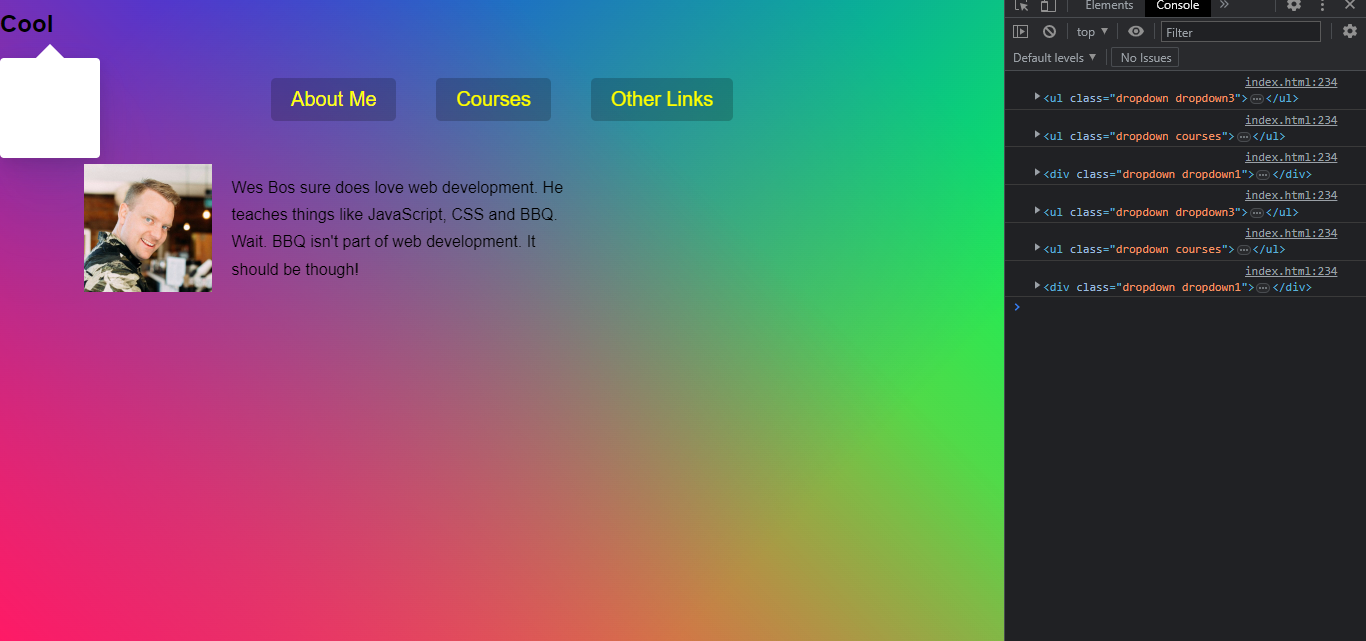 Cool
About Me
Courses
Other Links
Wes Bos sure does love web development. He
teaches things like JavaScript, CSS and BBQ.
Wait. BBQ isn't part of web development. It
should be though!
Elements
Console
top
Filter
Default levels
No Issues
index.html:234
<ul class="dropdown dropdown3">…</ul>
index.html:234
<ul class="dropdown courses">…</ul>
index.html:234
<div class="dropdown dropdown1">…</div>
index.html:234
<ul class="dropdown dropdown3">…</ul>
index.html:234
<ul class="dropdown courses">…</ul>
index.html:234
<div class="dropdown dropdown1">…</div>